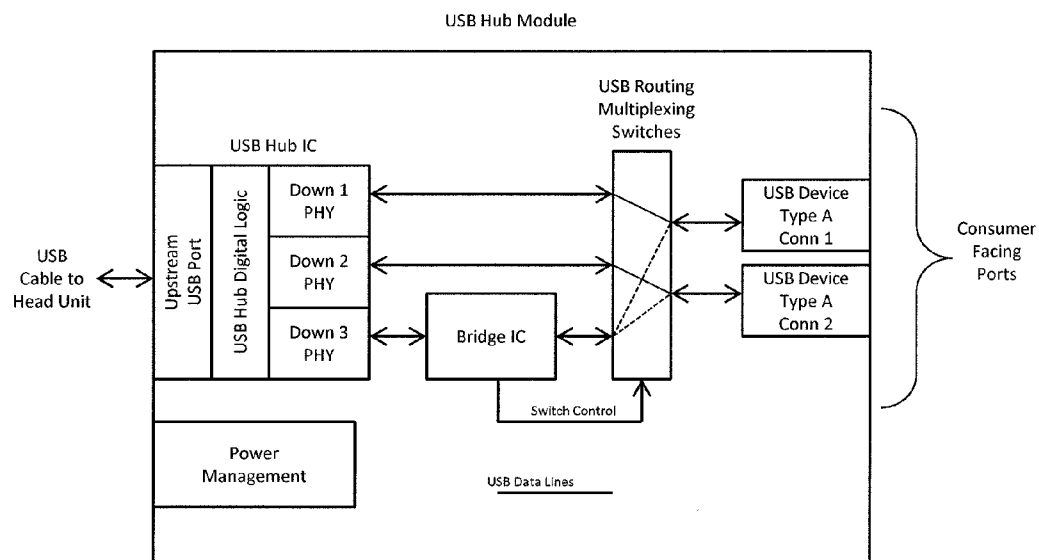 USB Hub Module
USB Routing
Multiplexing
Switches
USB Hub IC
Upstream
USB Port
USB Hub Digital Logic
Down 1
PHY
Down 2
PHY
Down 3
PHY
Bridge IC
USB Device
Type A
Conn 1
USB Device
Type A
Conn 2
Consumer
Facing
Ports
USB
Cable to
Head Unit
Switch Control
Power
Management
USB Data Lines